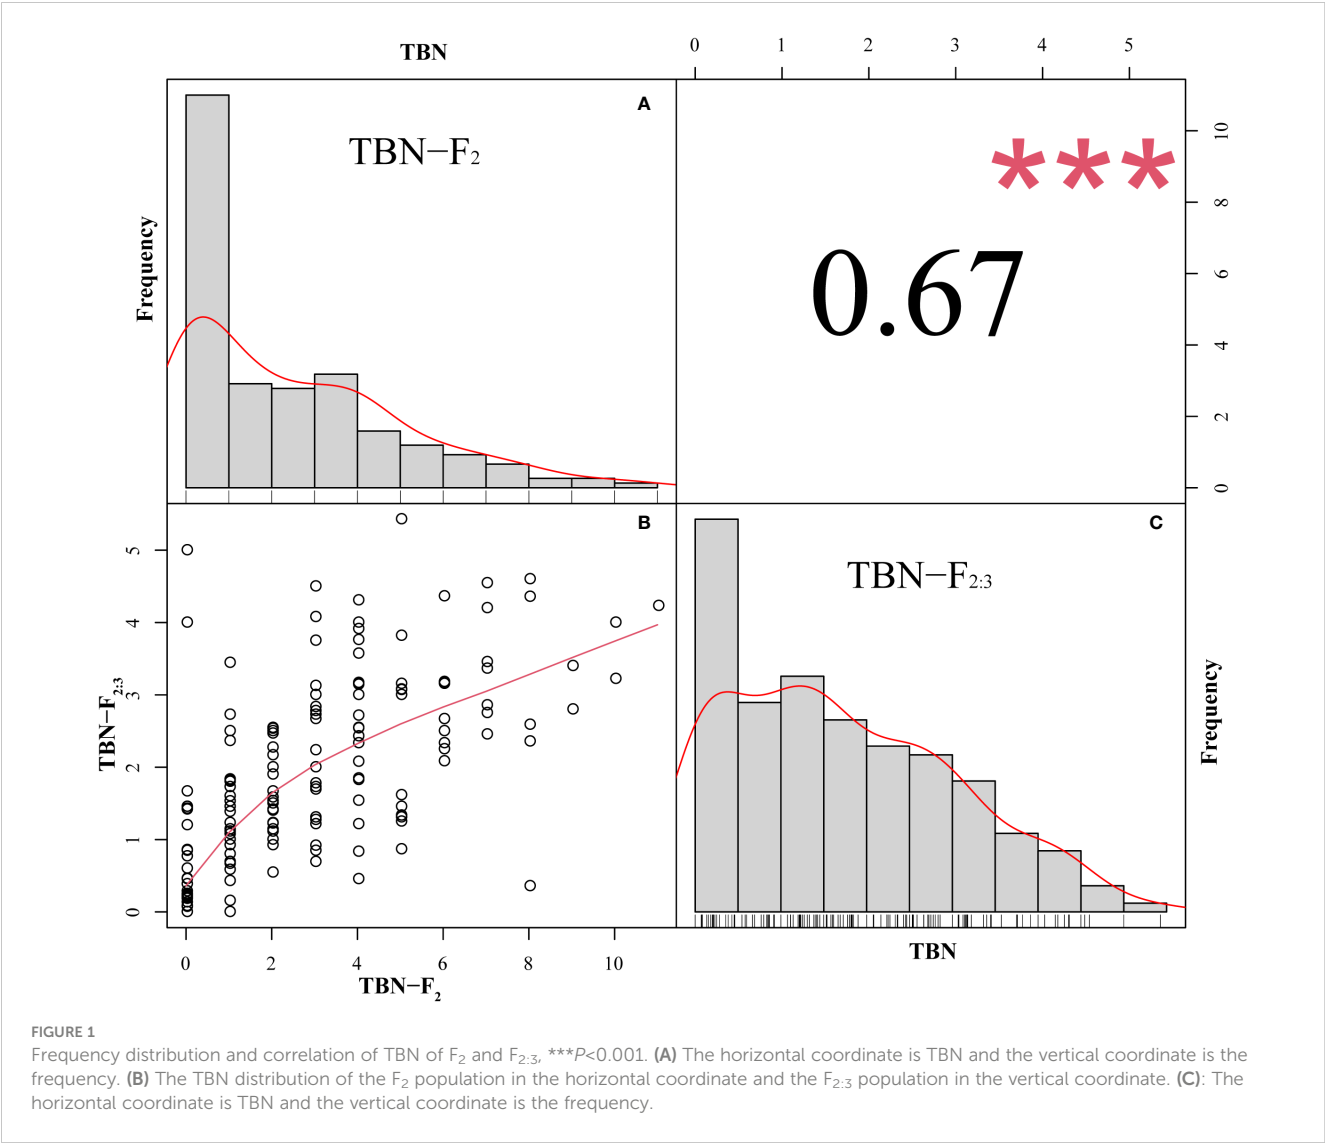 TBN
0 1 2 3 4 5
A
TBN−F2
Frequency
***
0.67
0 2 4 6 8 10
B
TBN−F2:3
0 1 2 3 4 5
0 2 4 6 8 10
TBN−F2
C
TBN−F2:3
Frequency
TBN
FIGURE 1
Frequency distribution and correlation of TBN of F2 and F2:3, ***P<0.001. (A) The horizontal coordinate is TBN and the vertical coordinate is the
frequency. (B) The TBN distribution of the F2 population in the horizontal coordinate and the F2:3 population in the vertical coordinate. (C): The
horizontal coordinate is TBN and the vertical coordinate is the frequency.